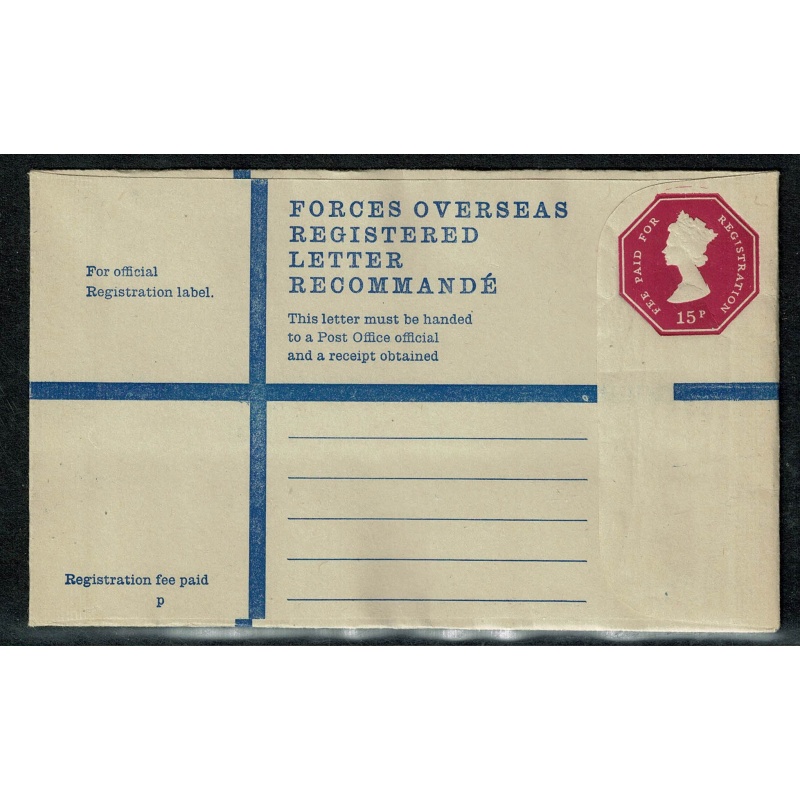 FORCES OVERSEAS
REGISTERED
LETTER
RECOMMANDÉ
This letter must be handed
to a Post Office official
and a receipt obtained
For official
Registration label.
FEE PAID FOR REGISTRATION
15P
Registration fee paid
p